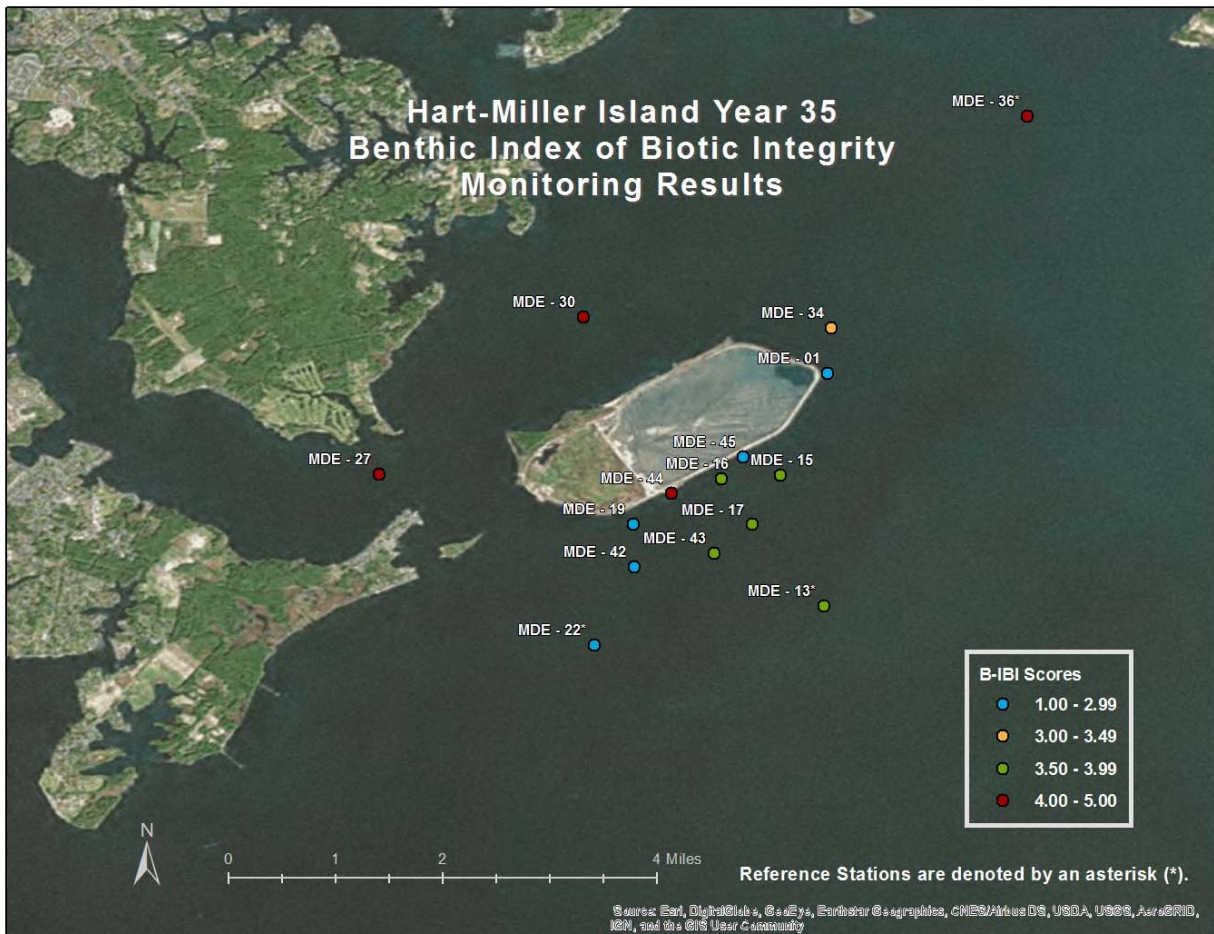 Hart-Miller Island Year 35
Benthic Index of Biotic Integrity
Monitoring Results
MDE - 36*
MDE - 30
MDE - 34
MDE - 01
MDE - 45
MDE - 27
MDE - 16
MDE - 15
MDE - 44
MDE - 19
MDE - 17
MDE - 43
MDE - 42
MDE - 13*
MDE - 22*
B-IBI Scores
1.00 - 2.99
3.00 - 3.49
3.50 - 3.99
4.00 - 5.00
N
0 1 2 4 Miles
Reference Stations are denoted by an asterisk (*).
Source: Esri, DigitalGlobe, GeoEye, Earthstar Geographics, CNES/Airbus DS, USDA, USGS, AeroGRID,
IGN, and the GIS User Community